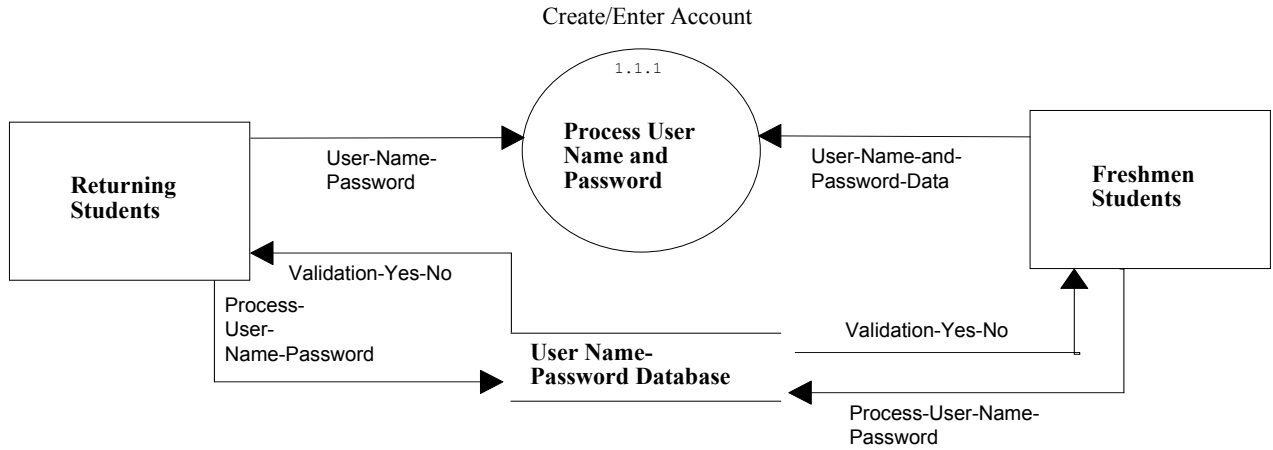 Create/Enter Account
1.1.1
Process User
Name and
Password
Returning
Students
User-Name-
Password
User-Name-and-
Password-Data
Freshmen
Students
Validation-Yes-No
Process-
User-
Name-Password
User Name-
Password Database
Validation-Yes-No
Process-User-Name-
Password